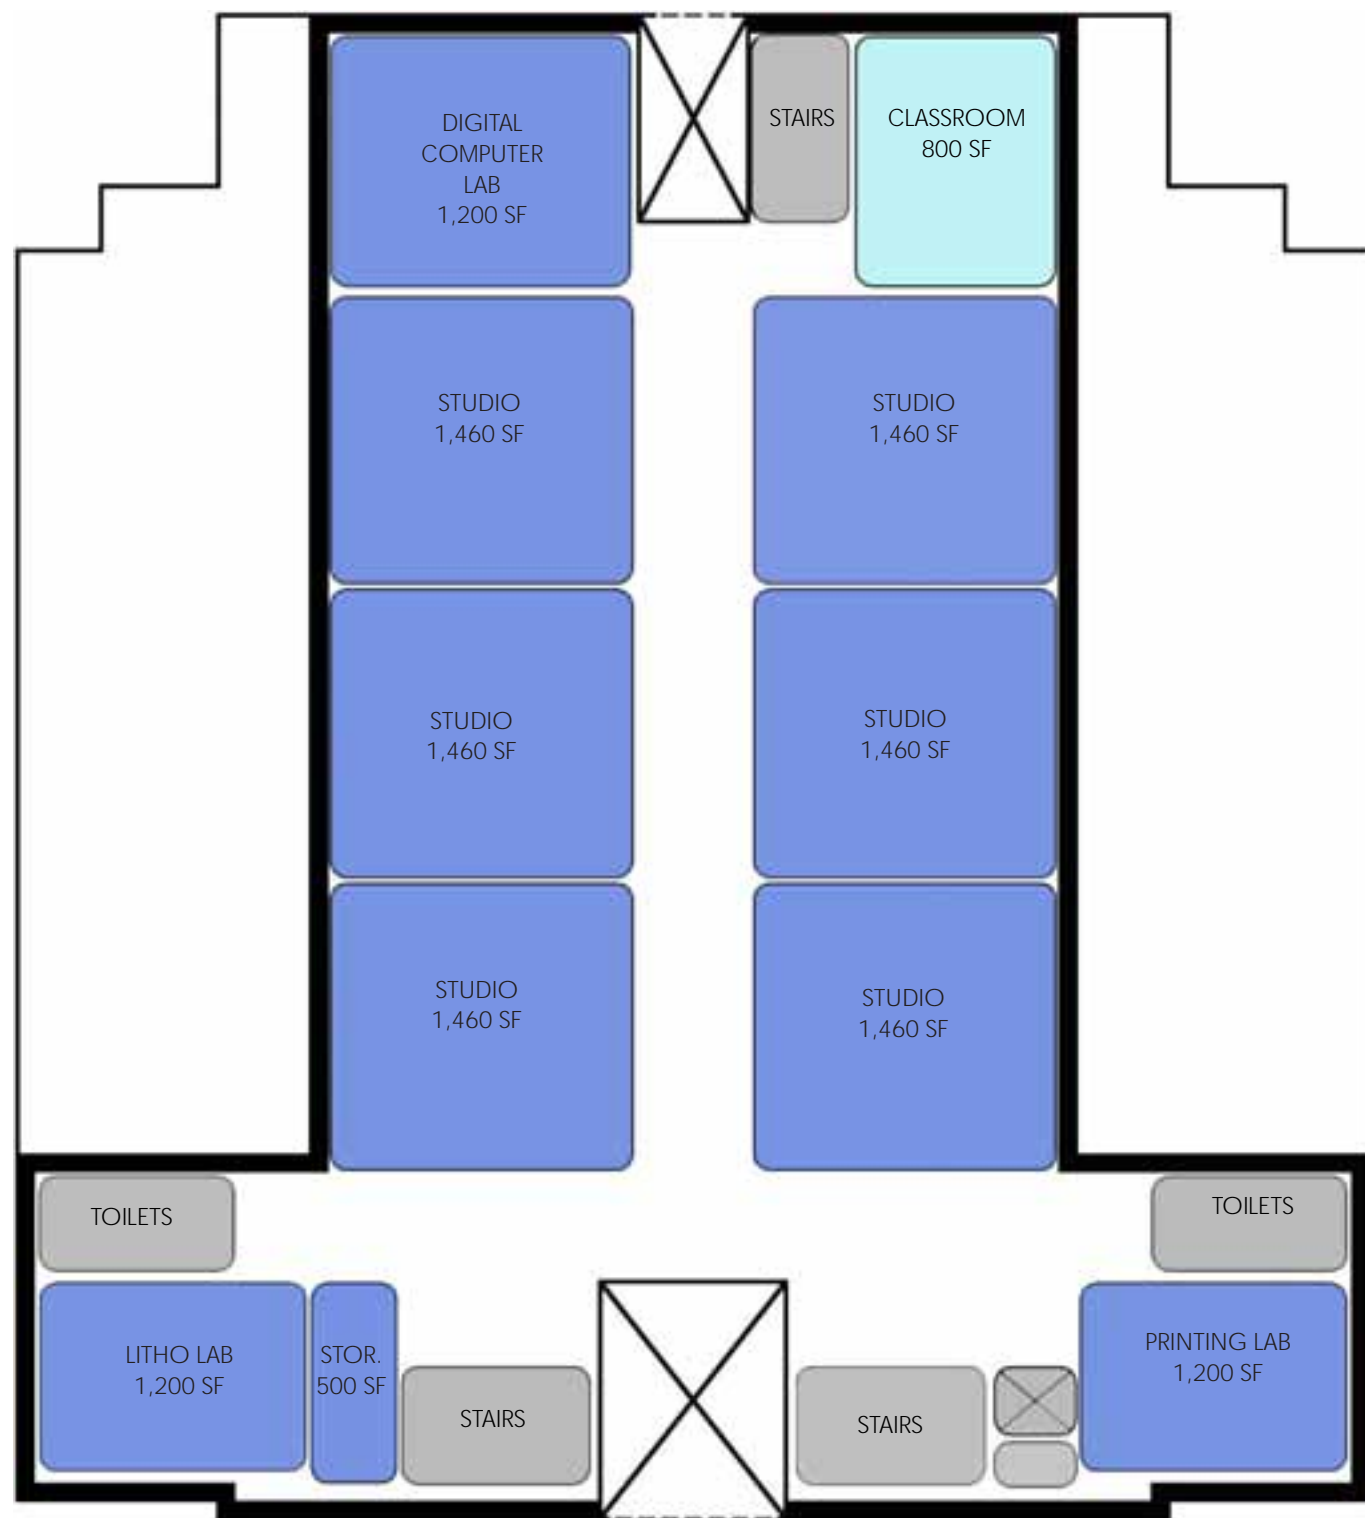 DIGITAL
COMPUTER
LAB
1,200 SF
STAIRS
CLASSROOM
800 SF
STUDIO
1,460 SF
STUDIO
1,460 SF
STUDIO
1,460 SF
STUDIO
1,460 SF
STUDIO
1,460 SF
STUDIO
1,460 SF
TOILETS
TOILETS
LITHO LAB
1,200 SF
STOR.
500 SF
STAIRS
STAIRS
PRINTING LAB
1,200 SF